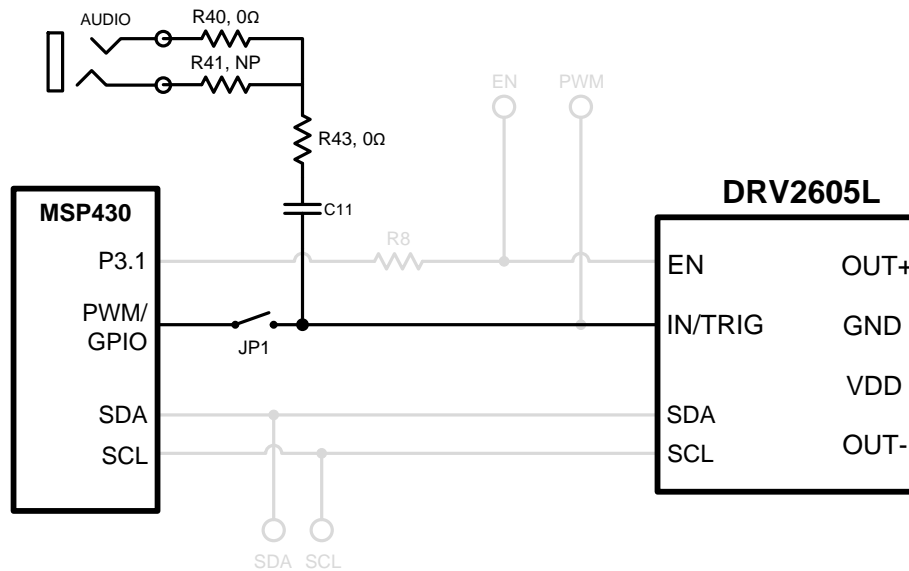 AUDIO
R40, 0Ω
R41, NP
EN
PWM
R43, 0Ω
C11
MSP430
DRV2605L
R8
P3.1
EN
OUT+
PWM/
GPIO
JP1
IN/TRIG
GND
VDD
SDA
SDA
SCL
SCL
OUT-
SDA
SCL